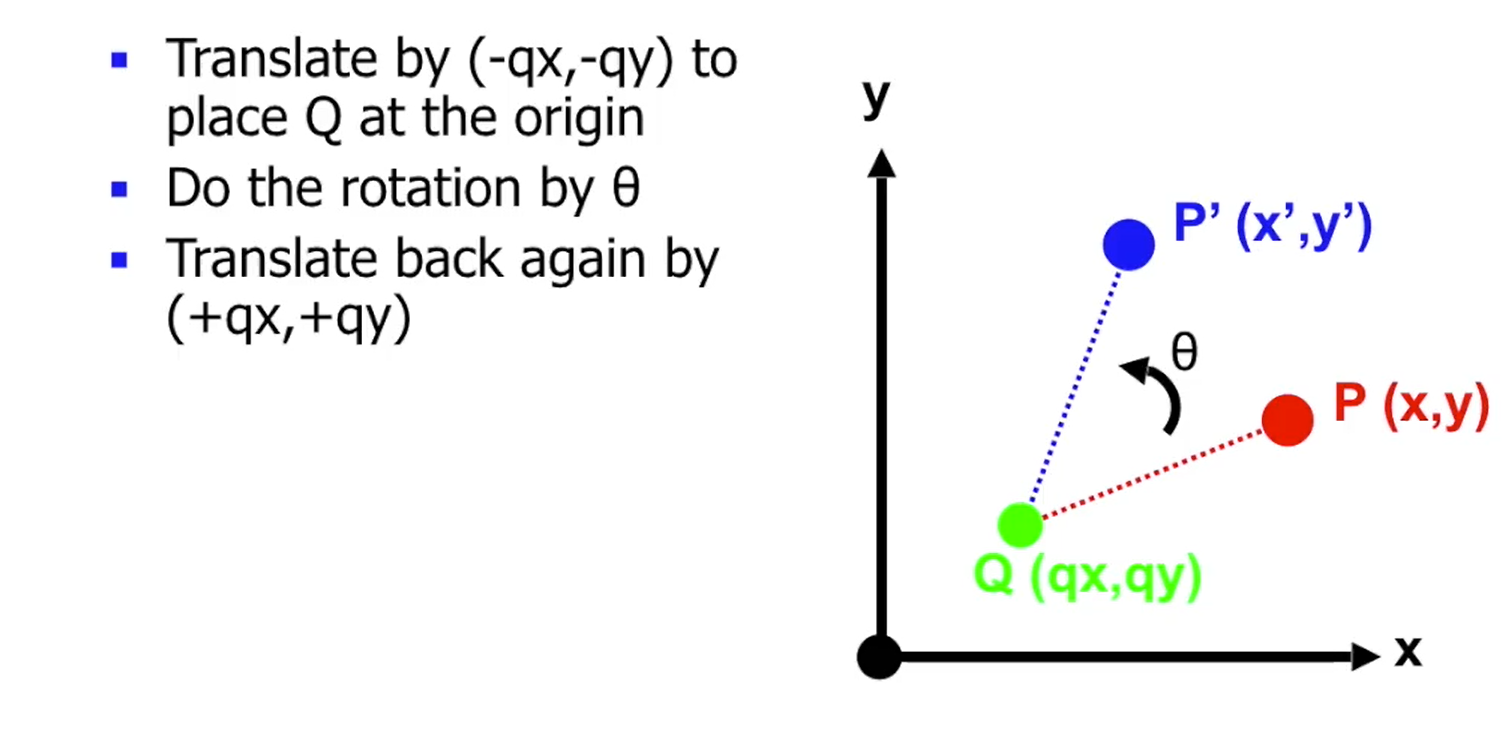 Translate by (-qx,-qy) to
place Q at the origin
Do the rotation by θ
Translate back again by
(+qx,+qy)
y
P’ (x’,y’)
θ
P (x,y)
Q (qx,qy)
x